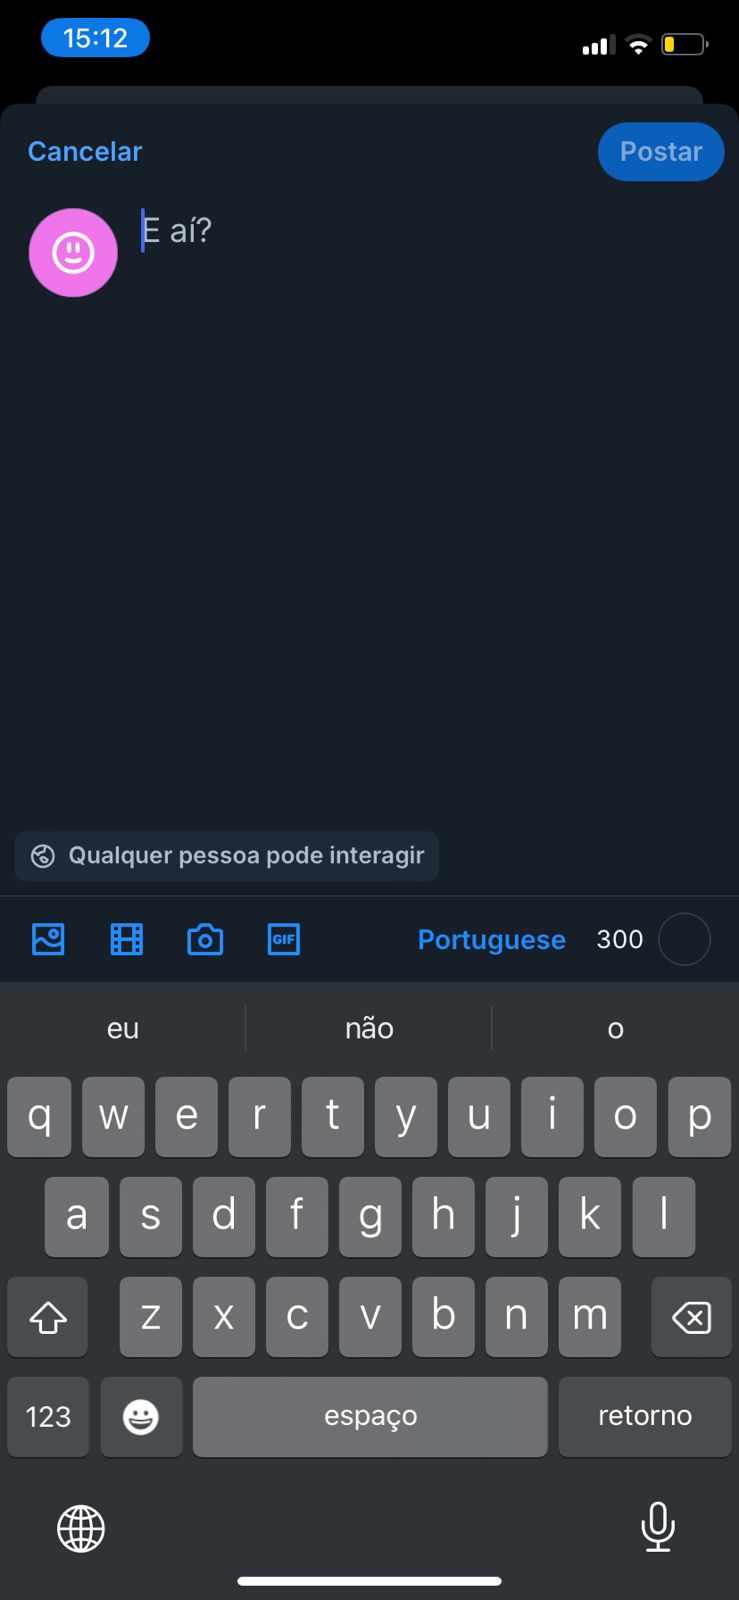 15:12
Cancelar
Postar
E aí?
Qualquer pessoa pode interagir
GIF
Portuguese
300
eu
não
o
q w e r t y u i o p
a s d f g h j k l
z x c v b n m
123
espaço
retorno